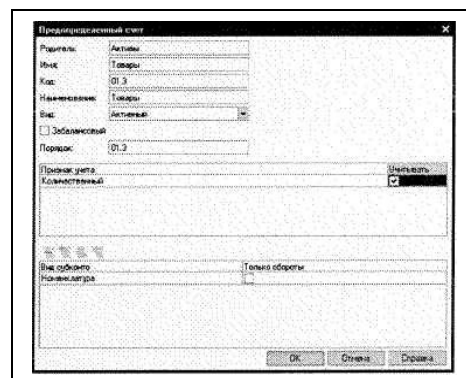 Предопределенный счет
Родитель: Активы
Имя: Товары
Код: 01.3
Наименование: Товары
Вид: Активный
Забалансовый
Порядок: 01.3
Признак учета Учитывать
Количественный
Вид субконто Только обороты
Номенклатура
OK Отмена Справка